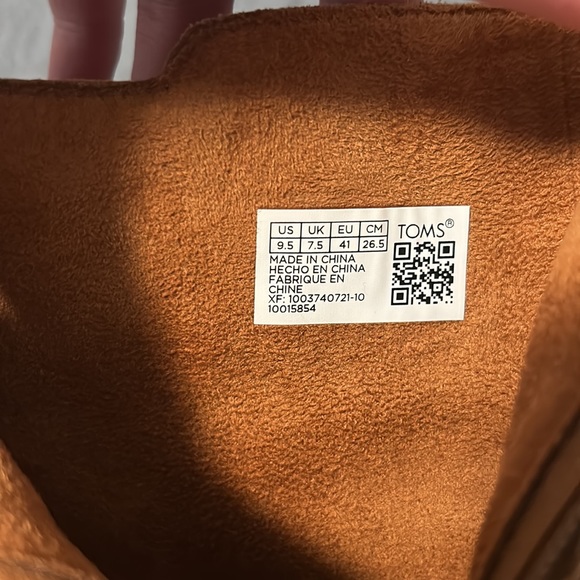 US UK EU CM TOMS®
9.5 7.5 41 26.5
MADE IN CHINA
HECHO EN CHINA
FABRIQUE EN
CHINE
XF: 1003740721-10
10015854